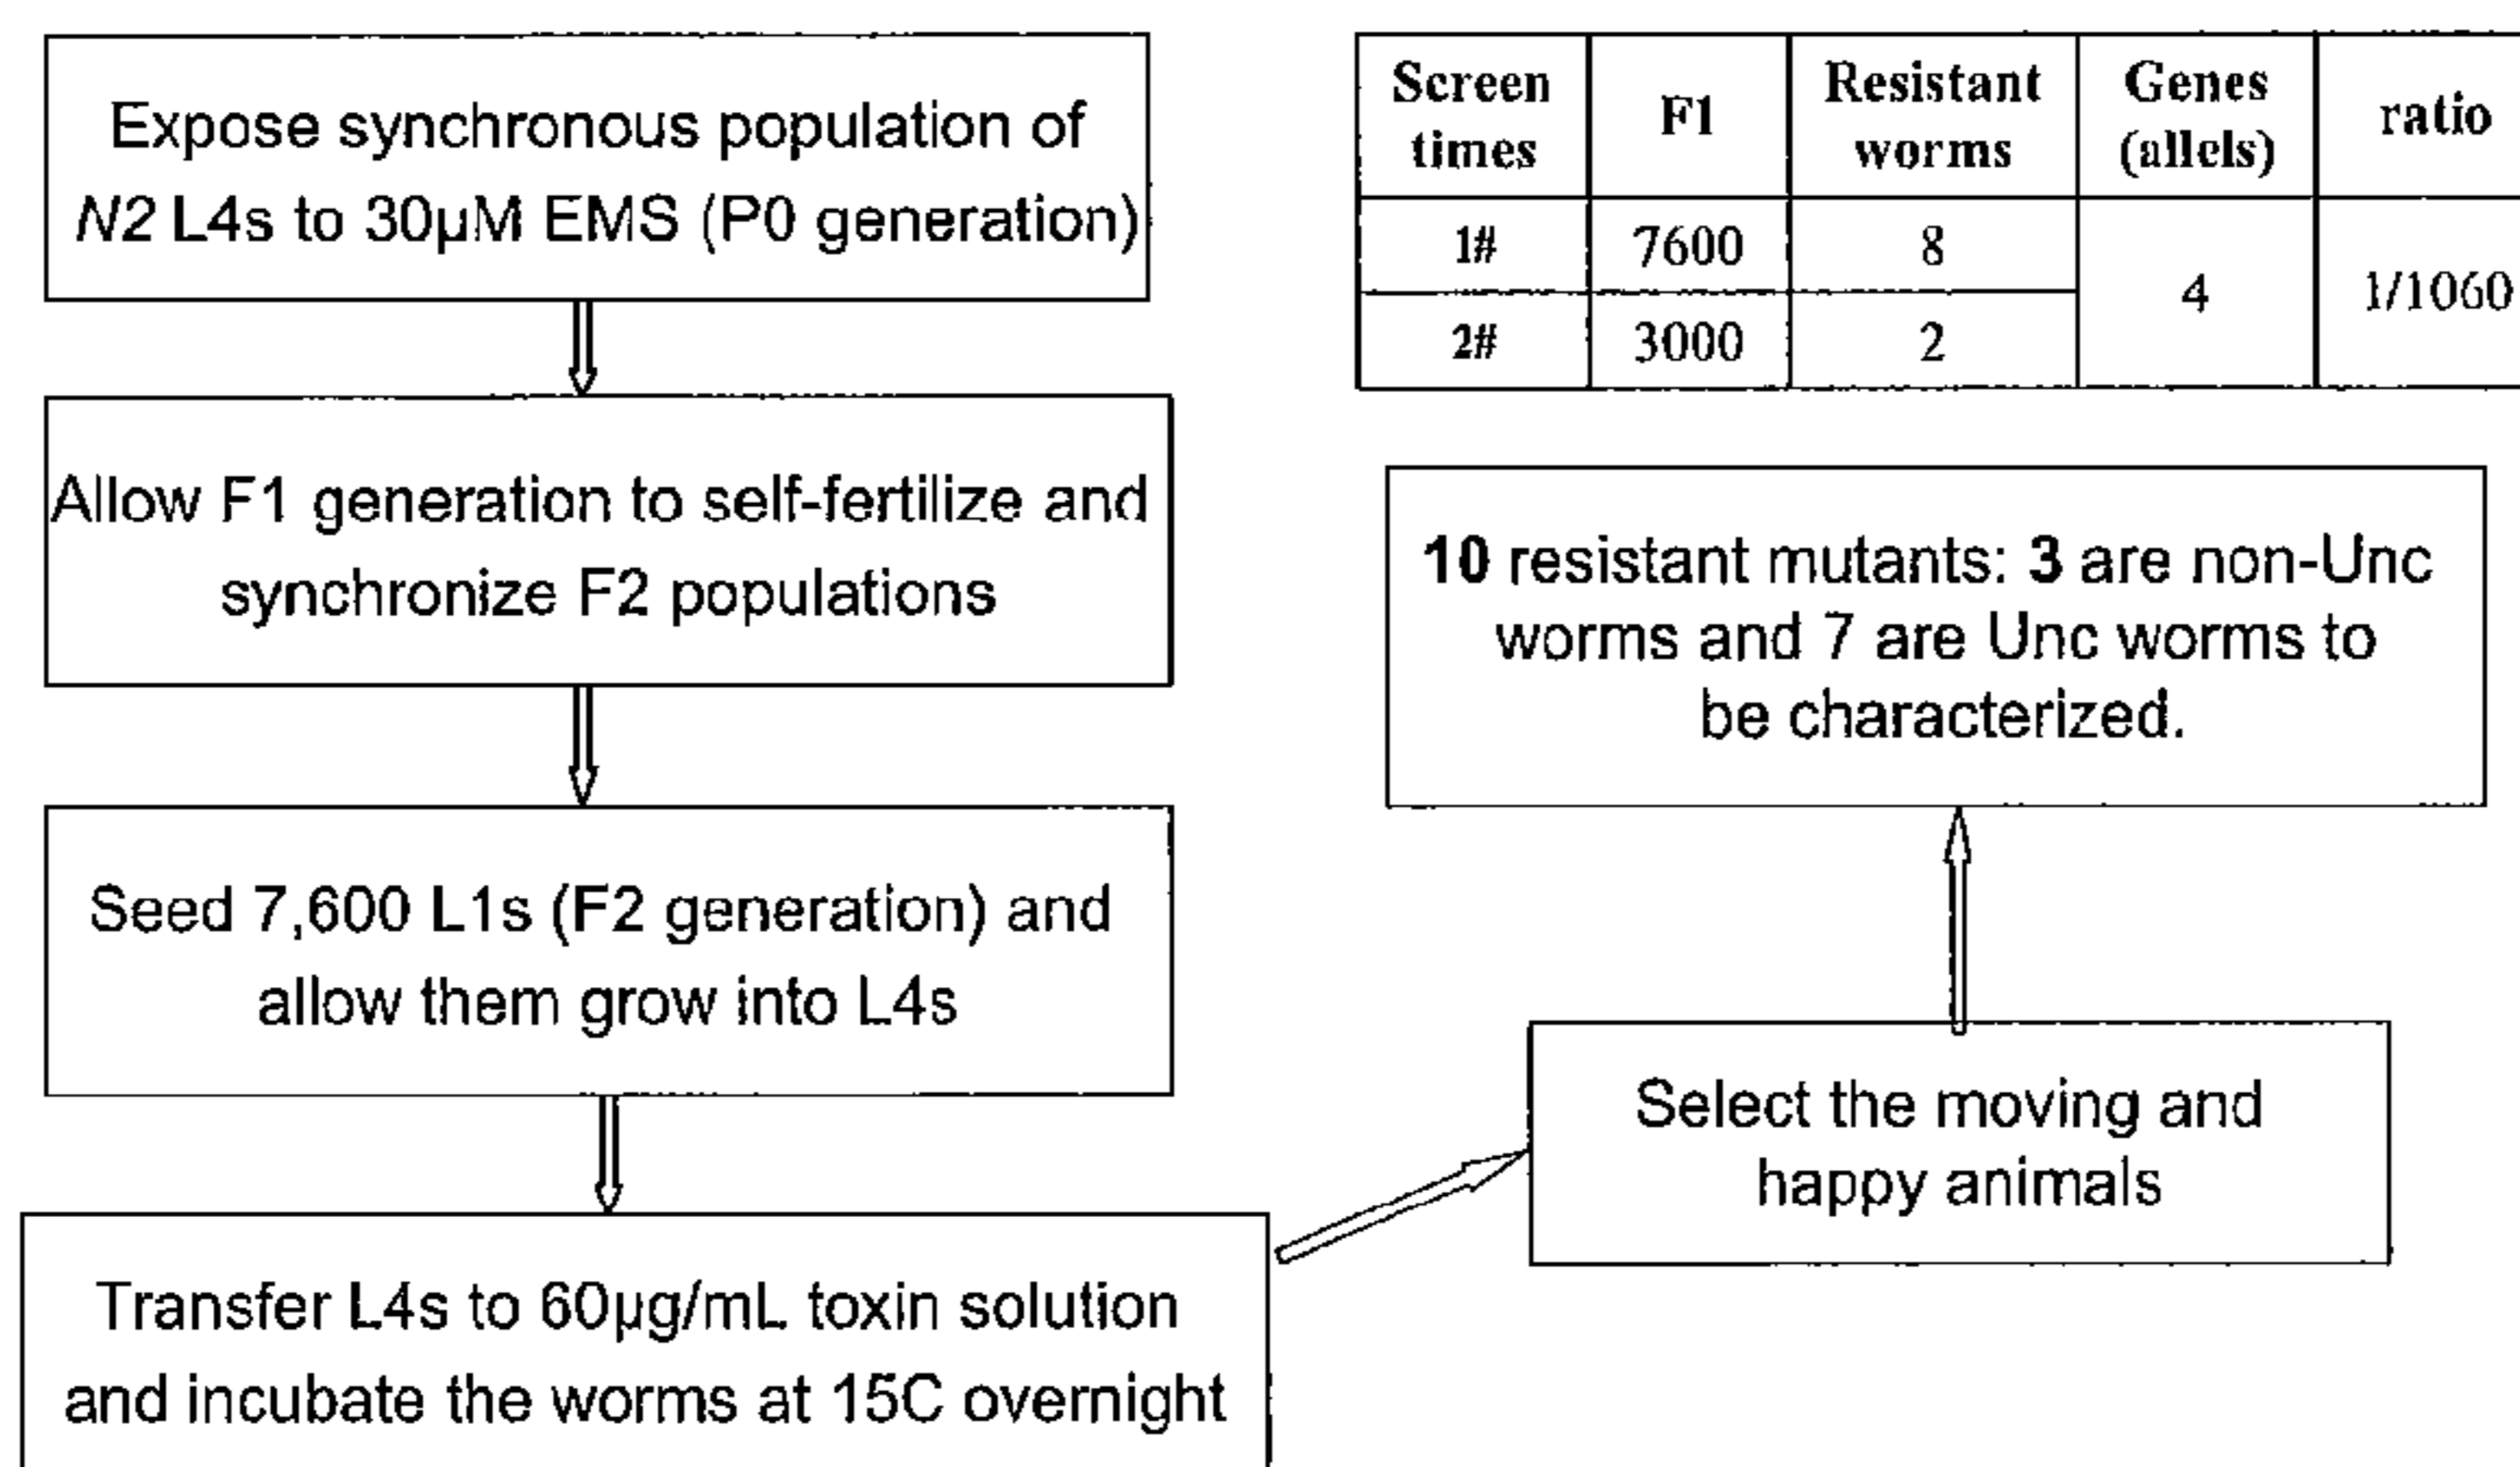 Expose synchronous population of
N2 L4s to 30µM EMS (P0 generation)
Allow F1 generation to self-fertilize and
synchronize F2 populations
Seed 7,600 L1s (F2 generation) and
allow them grow into L4s
Transfer L4s to 60µg/mL toxin solution
and incubate the worms at 15C overnight
Select the moving and
happy animals
10 resistant mutants: 3 are non-Unc
worms and 7 are Unc worms to
be characterized.
Screen times F1 Resistant worms Genes (allels) ratio
1# 7600 8 4 1/1060
2# 3000 2